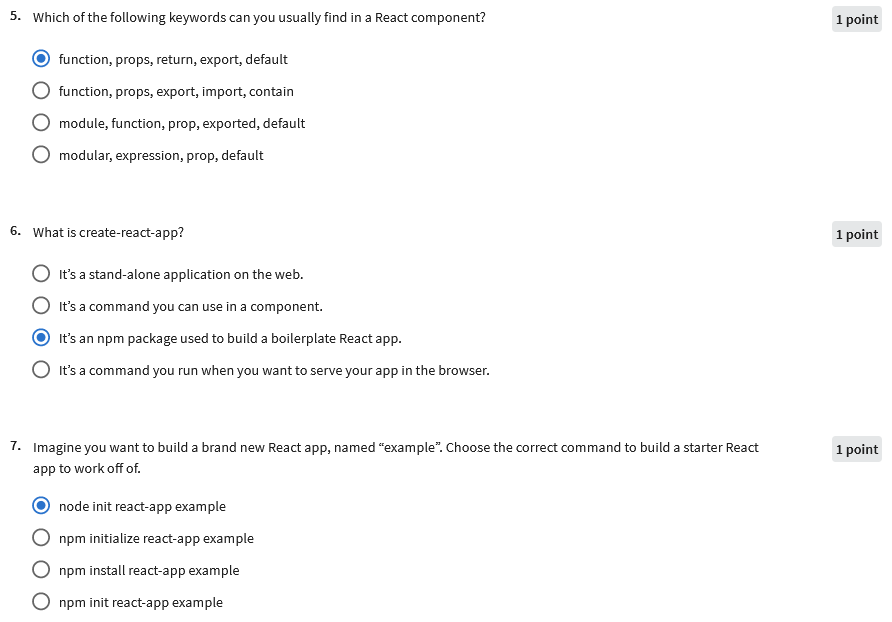 5. Which of the following keywords can you usually find in a React component?
1 point
function, props, return, export, default
function, props, export, import, contain
module, function, prop, exported, default
modular, expression, prop, default
6. What is create-react-app?
1 point
It’s a stand-alone application on the web.
It’s a command you can use in a component.
It’s an npm package used to build a boilerplate React app.
It’s a command you run when you want to serve your app in the browser.
7. Imagine you want to build a brand new React app, named “example”. Choose the correct command to build a starter React
app to work off of.
1 point
node init react-app example
npm initialize react-app example
npm install react-app example
npm init react-app example